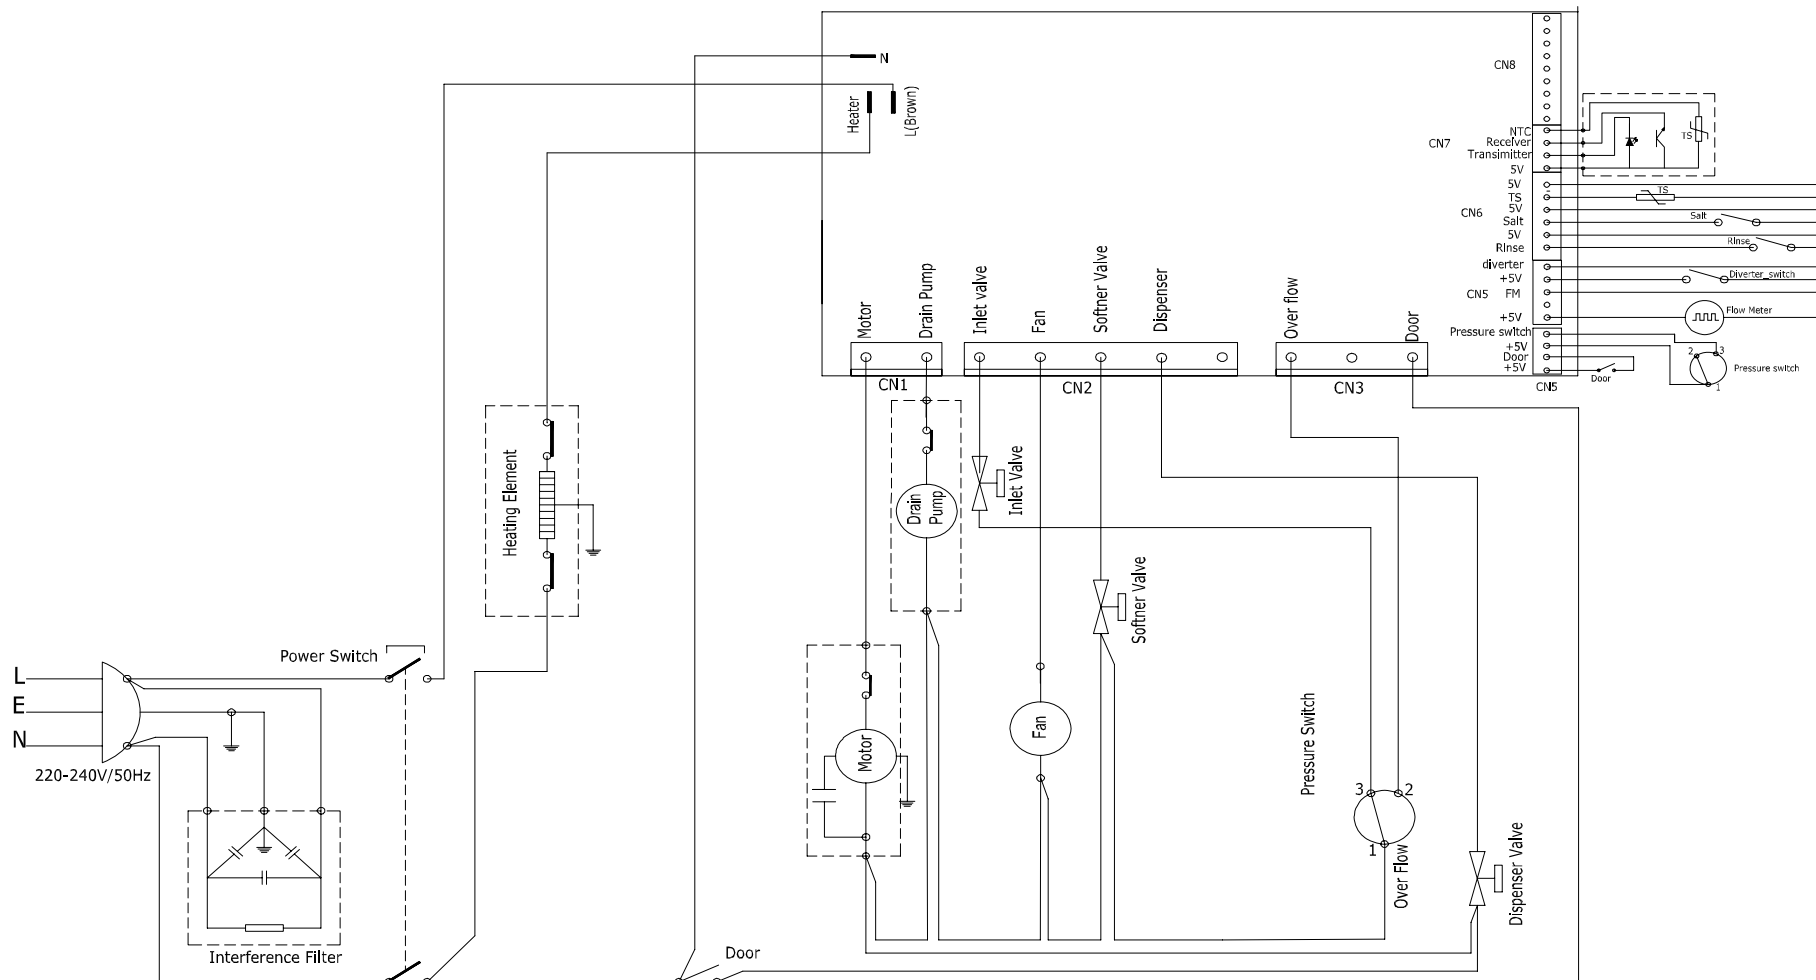 N
L(Brown)
Heater
CN8
NTC
CN7
Receiver
Transimitter
5V
TS
5V
TS
TS
5V
CN6
Salt
Salt
5V
Rinse
Rinse
diverter
+5V
Diverter_switch
CN5
FM
+5V
Flow Meter
Pressure switch
+5V
Door
+5V
CN5
Door
2
3
1
Pressure switch
Motor
Drain Pump
Inlet valve
Fan
Softner Valve
Dispenser
Over flow
Door
CN1
CN2
CN3
Heating Element
Drain
Pump
Inlet Valve
Softner Valve
Power Switch
L
E
N
220-240V/50Hz
Interference Filter
Motor
Fan
Pressure Switch
3
2
1
Over Flow
Dispenser Valve
Door